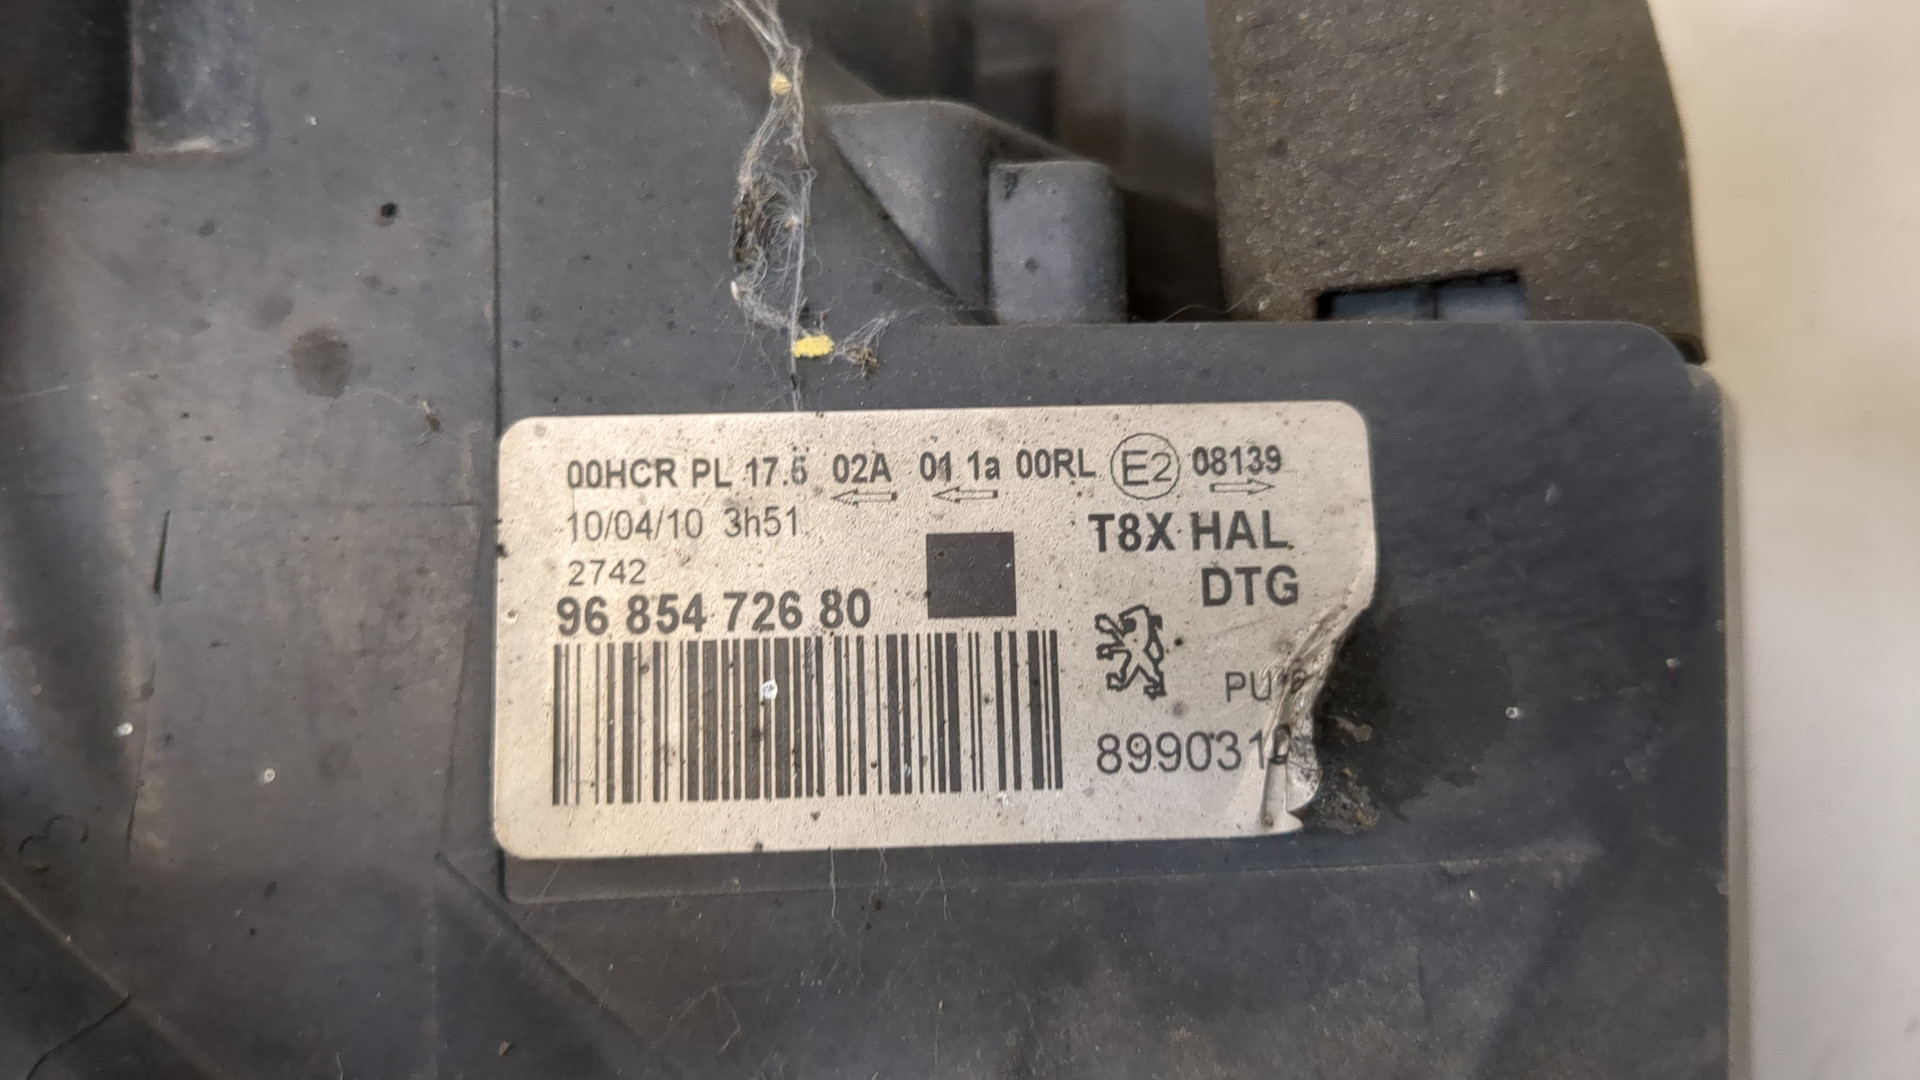 00HCR PL 17.5 02A 01 1a 00RL E2 08139
10/04/10 3h51
T8X HAL
2742
DTG
96 854 726 80